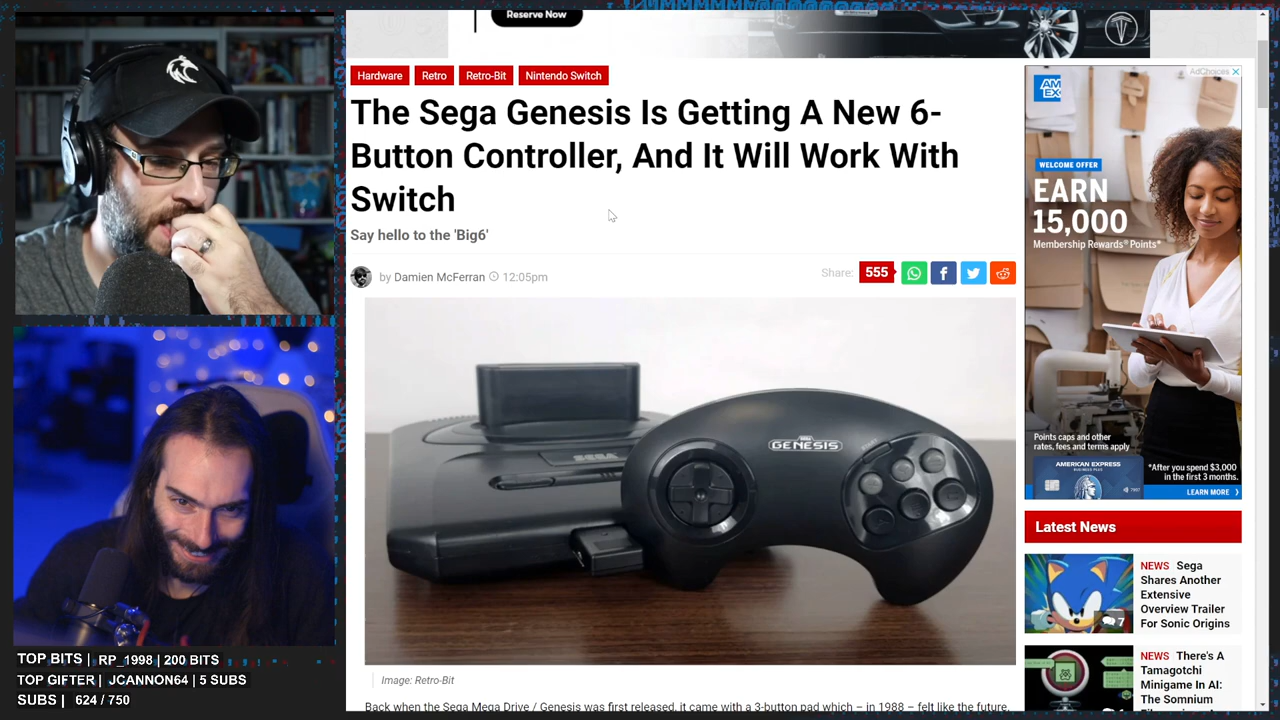 Reserve Now
Hardware
Retro
Retro-Bit
Nintendo Switch
The Sega Genesis Is Getting A New 6-
Button Controller, And It Will Work With
Switch
Say hello to the 'Big6'
by Damien McFerran 12:05pm
Share: 555
GENESIS
SEGA
Image: Retro-Bit
Back when the Sega Mega Drive / Genesis was first released, it came with a 3-button pad which – in 1988 – felt like the future.
AdChoices
AM
EX
WELCOME OFFER
EARN
15,000
Membership Rewards® Points*
Points caps and other
rates, fees and terms apply
AMERICAN EXPRESS
*After you spend $3,000
in the first 3 months.
LEARN MORE
Latest News
NEWS Sega
Shares Another
Extensive
Overview Trailer
For Sonic Origins
7
NEWS There's A
Tamagotchi
Minigame In AI:
The Somnium
TOP BITS | RP_1998 | 200 BITS
TOP GIFTER | JCANNON64 | 5 SUBS
SUBS | 624 / 750